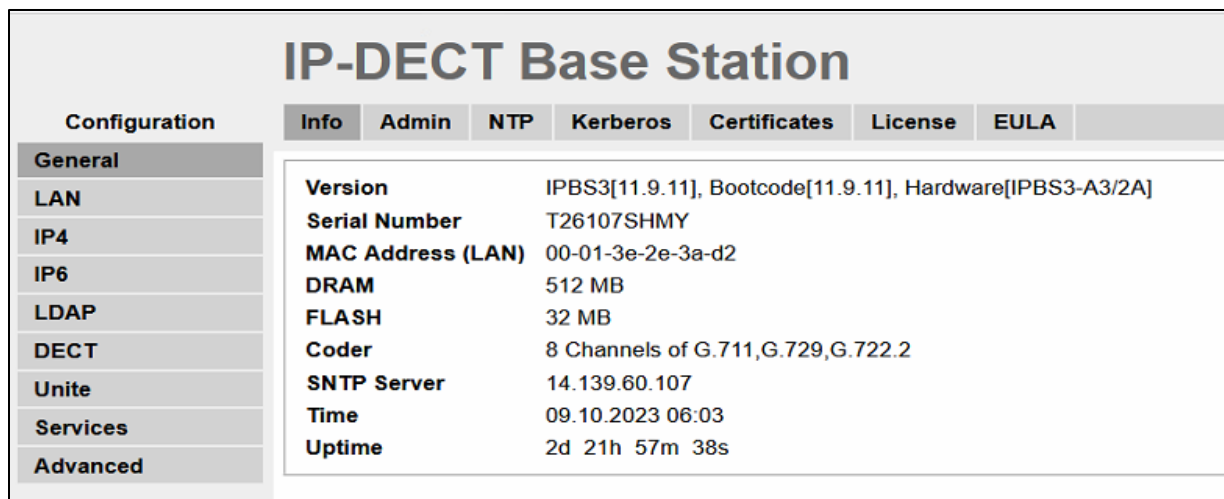 IP-DECT Base Station
Configuration
Info Admin NTP Kerberos Certificates License EULA
General
LAN
IP4
IP6
LDAP
DECT
Unite
Services
Advanced
Version IPBS3[11.9.11], Bootcode[11.9.11], Hardware[IPBS3-A3/2A]
Serial Number T26107SHMY
MAC Address (LAN) 00-01-3e-2e-3a-d2
DRAM 512 MB
FLASH 32 MB
Coder 8 Channels of G.711,G.729,G.722.2
SNTP Server 14.139.60.107
Time 09.10.2023 06:03
Uptime 2d 21h 57m 38s